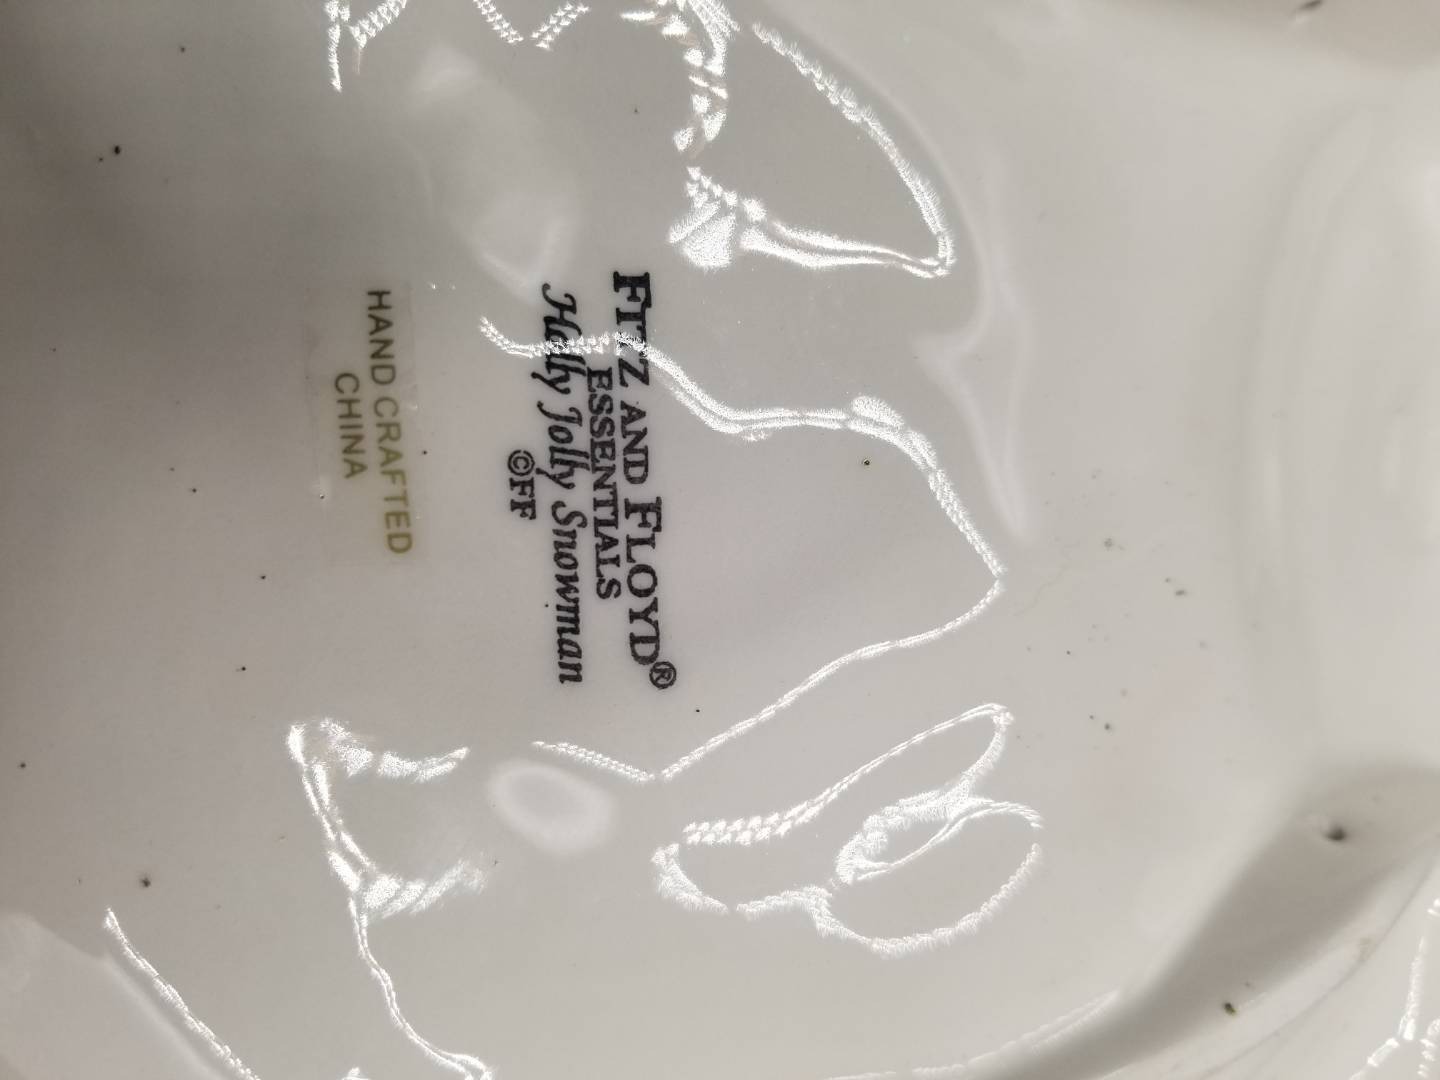 FITZ AND FLOYD®
ESSENTIALS
Holly Jolly Snowman
©FF
HAND CRAFTED
CHINA